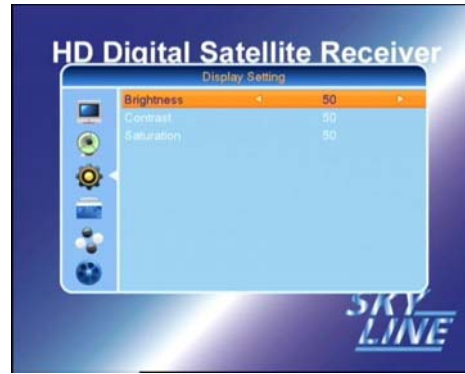 HD Digital Satellite Receiver
Display Setting
Brightness 50
Contrast 50
Saturation 50
SKY
LINE